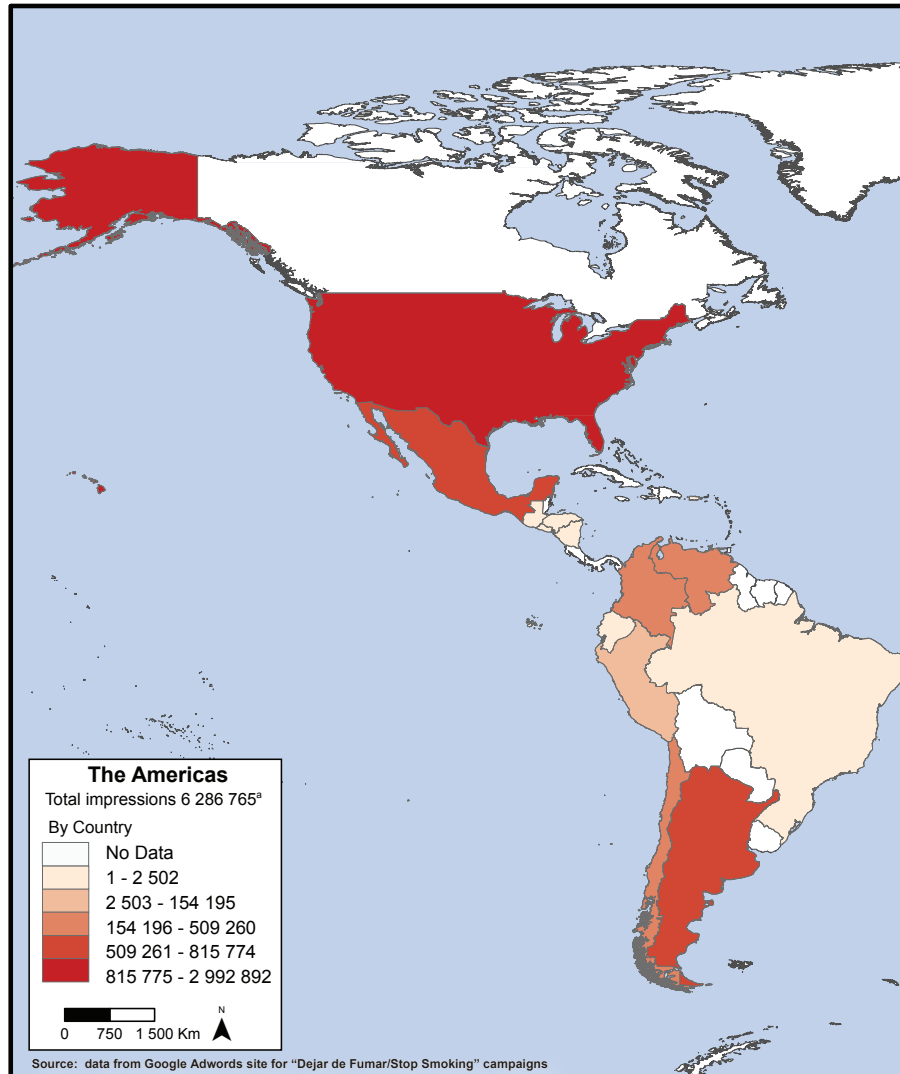 The Americas
Total impressions 6 286 765ª
By Country
No Data
1 - 2 502
2 503 - 154 195
154 196 - 509 260
509 261 - 815 774
815 775 - 2 992 892
N
0 750 1 500 Km
Source: data from Google Adwords site for “Dejar de Fumar/Stop Smoking” campaigns